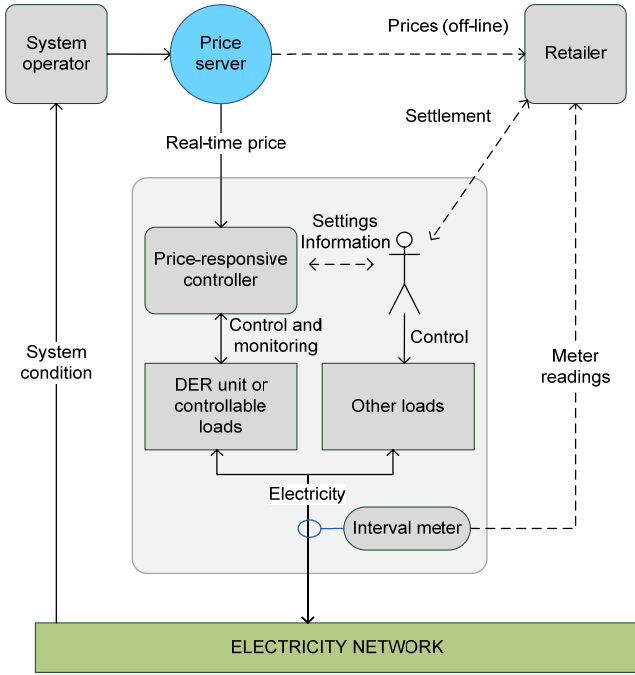 System
operator
Price
server
Prices (off-line)
Retailer
Settlement
Real-time price
Settings
Information
Price-responsive
controller
Control and
monitoring
Control
System
condition
Meter
readings
DER unit or
controllable
loads
Other loads
Electricity
Interval meter
ELECTRICITY NETWORK